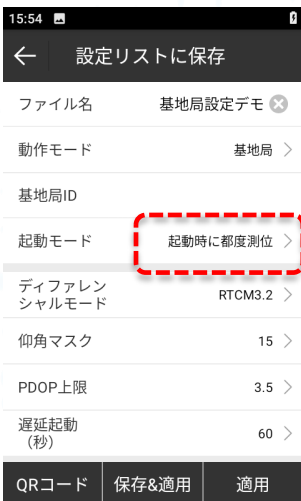 15:54
設定リストに保存
ファイル名 基地局設定デモ
動作モード 基地局
基地局ID
起動モード 起動時に都度測位
ディファレン
シャルモード RTCM3.2
仰角マスク 15
PDOP上限 3.5
遅延起動
（秒） 60
QRコード 保存&適用 適用